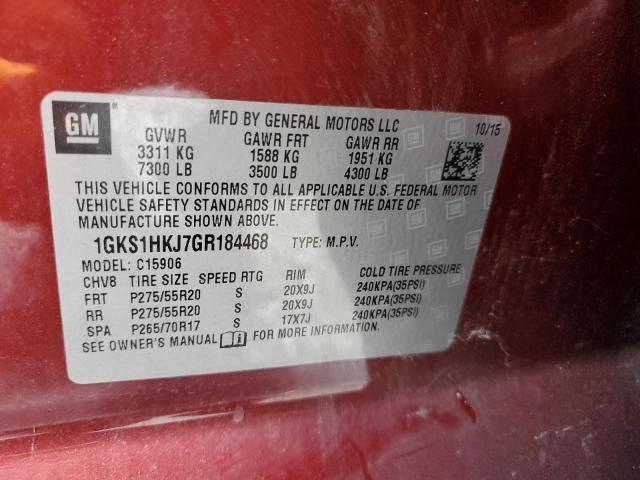 GM
MFD BY GENERAL MOTORS LLC
10/15
GVWR GAWR FRT GAWR RR
3311 KG 1588 KG 1951 KG
7300 LB 3500 LB 4300 LB
THIS VEHICLE CONFORMS TO ALL APPLICABLE U.S. FEDERAL MOTOR
VEHICLE SAFETY STANDARDS IN EFFECT ON THE DATE OF
MANUFACTURE SHOWN ABOVE.
1GKS1HKJ7GR184468 TYPE: M.P.V.
MODEL: C15906
CHV8 TIRE SIZE SPEED RTG RIM COLD TIRE PRESSURE
FRT P275/55R20 S 20X9J 240KPA(35PSI)
RR P275/55R20 S 20X9J 240KPA(35PSI)
SPA P265/70R17 S 17X7J 240KPA(35PSI)
SEE OWNER'S MANUAL FOR MORE INFORMATION.